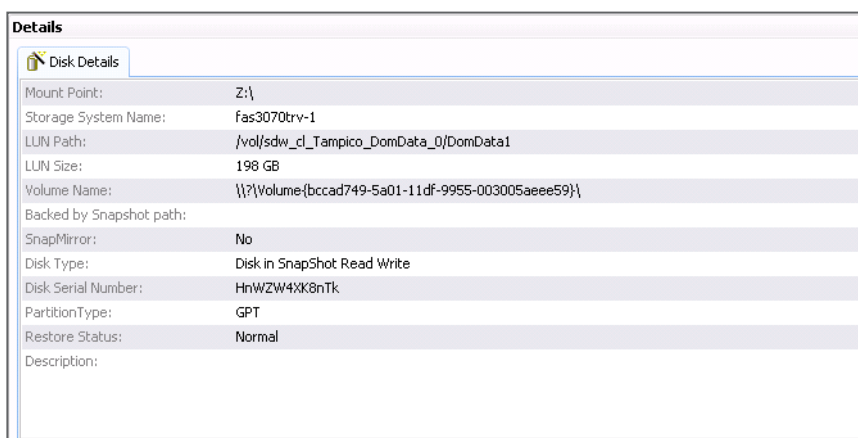 Details
Disk Details
Mount Point: Z:\
Storage System Name: fas3070trv-1
LUN Path: /vol/sdw_cl_Tampico_DomData_0/DomData1
LUN Size: 198 GB
Volume Name: \\?\Volume{bccad749-5a01-11df-9955-003005aeee59}\
Backed by Snapshot path:
SnapMirror: No
Disk Type: Disk in SnapShot Read Write
Disk Serial Number: HnWZW4XK8nTk
PartitionType: GPT
Restore Status: Normal
Description: